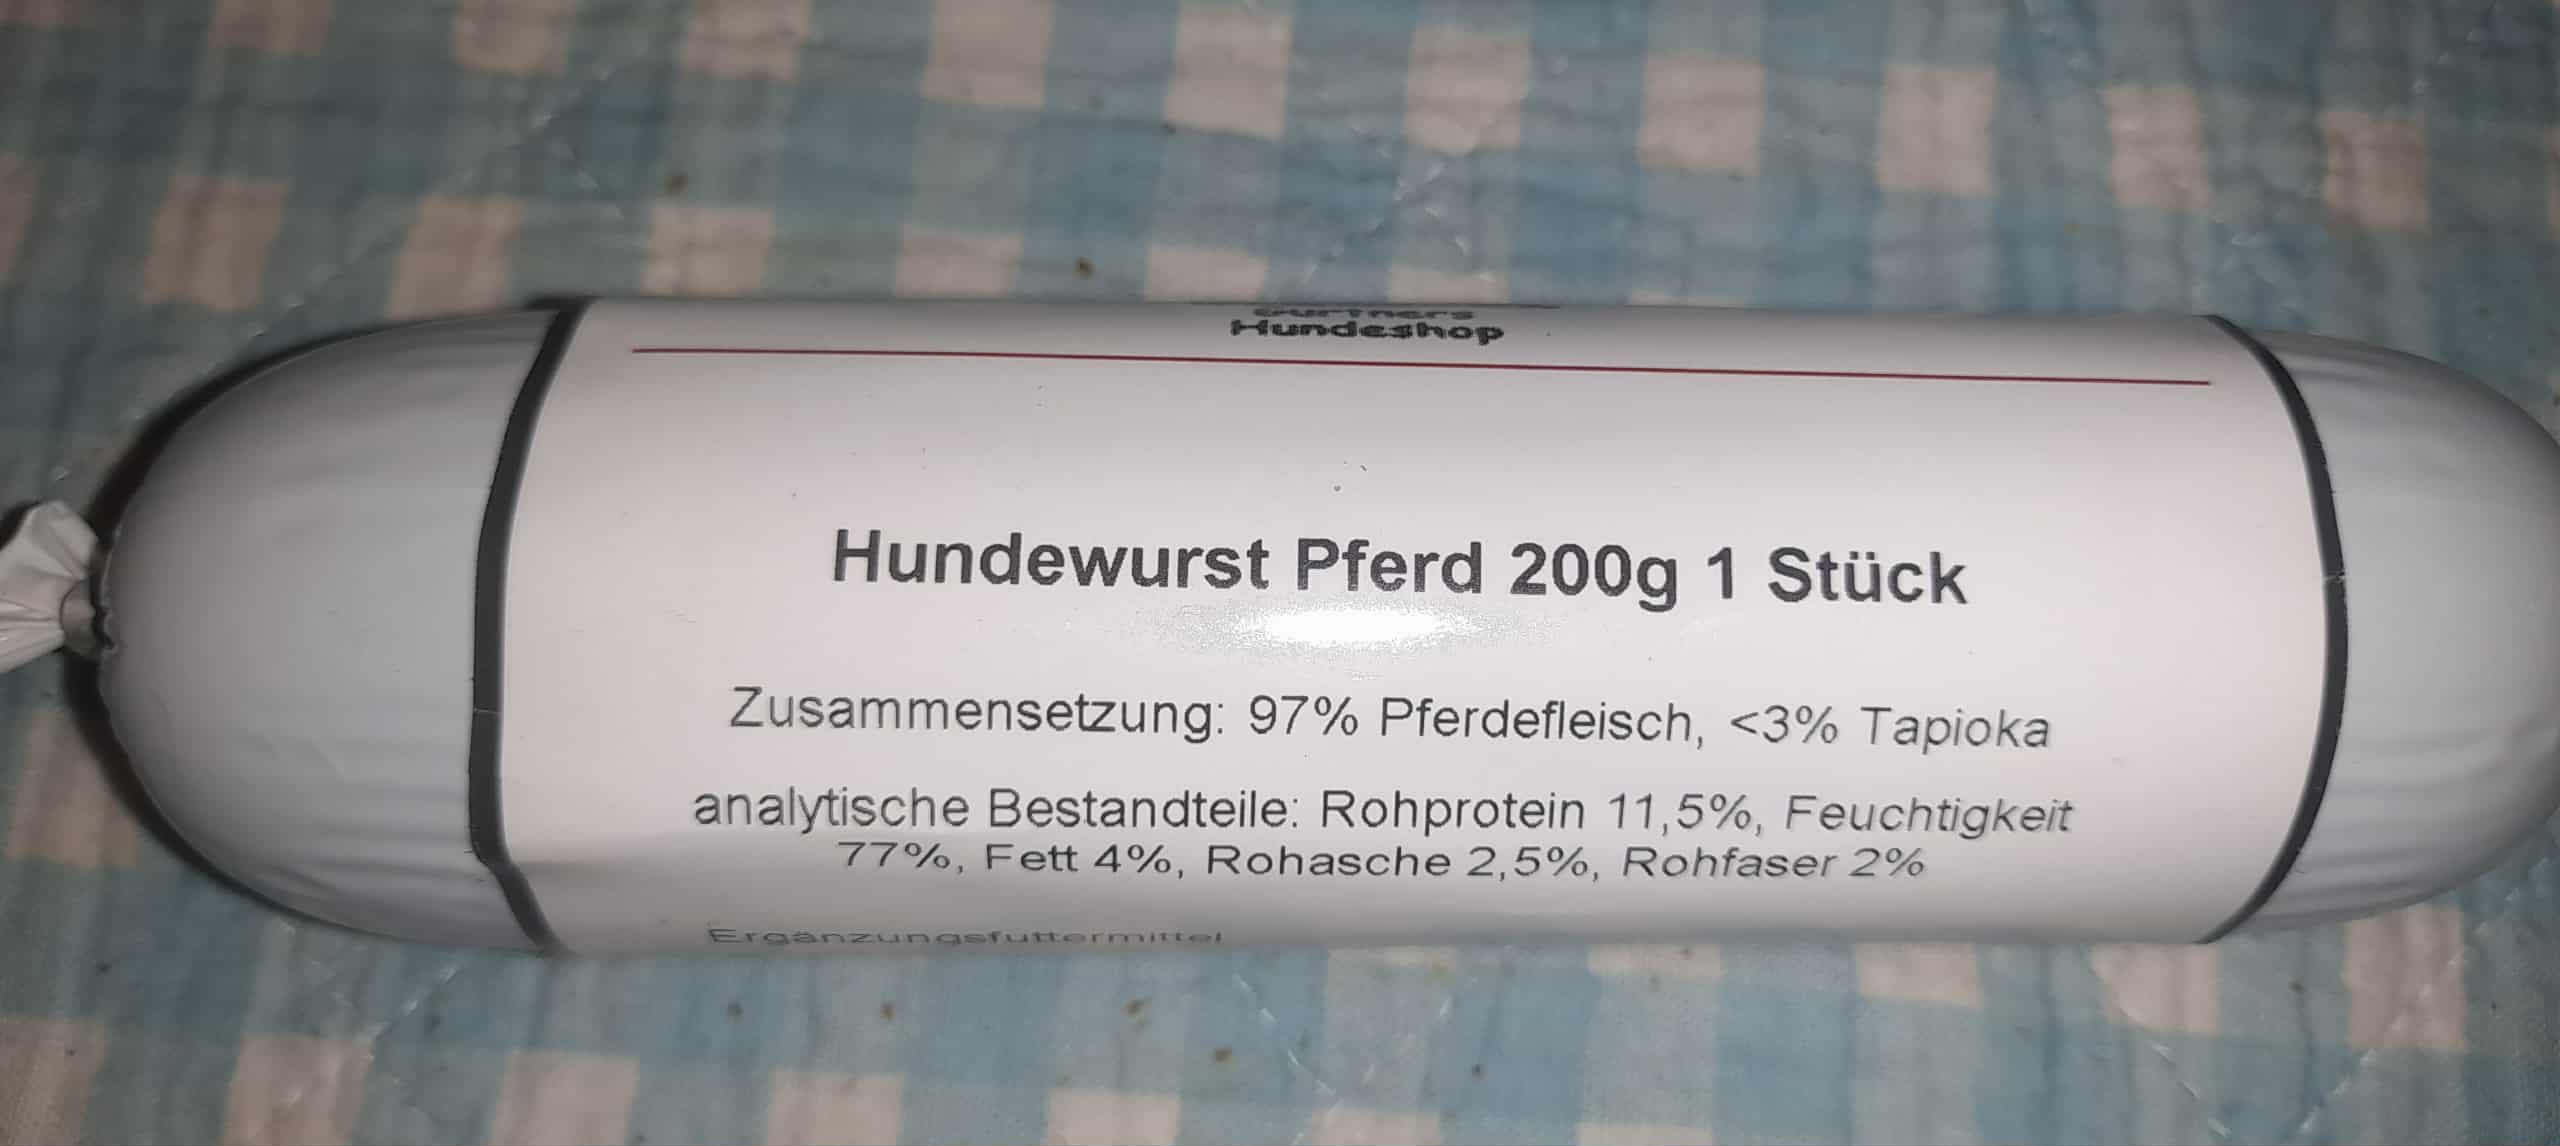 Hundeshop
Hundewurst Pferd 200g 1 Stück
Zusammensetzung: 97% Pferdefleisch, <3% Tapioka
analytische Bestandteile: Rohprotein 11,5%, Feuchtigkeit
77%, Fett 4%, Rohasche 2,5%, Rohfaser 2%
Ergänzungsfuttermittel